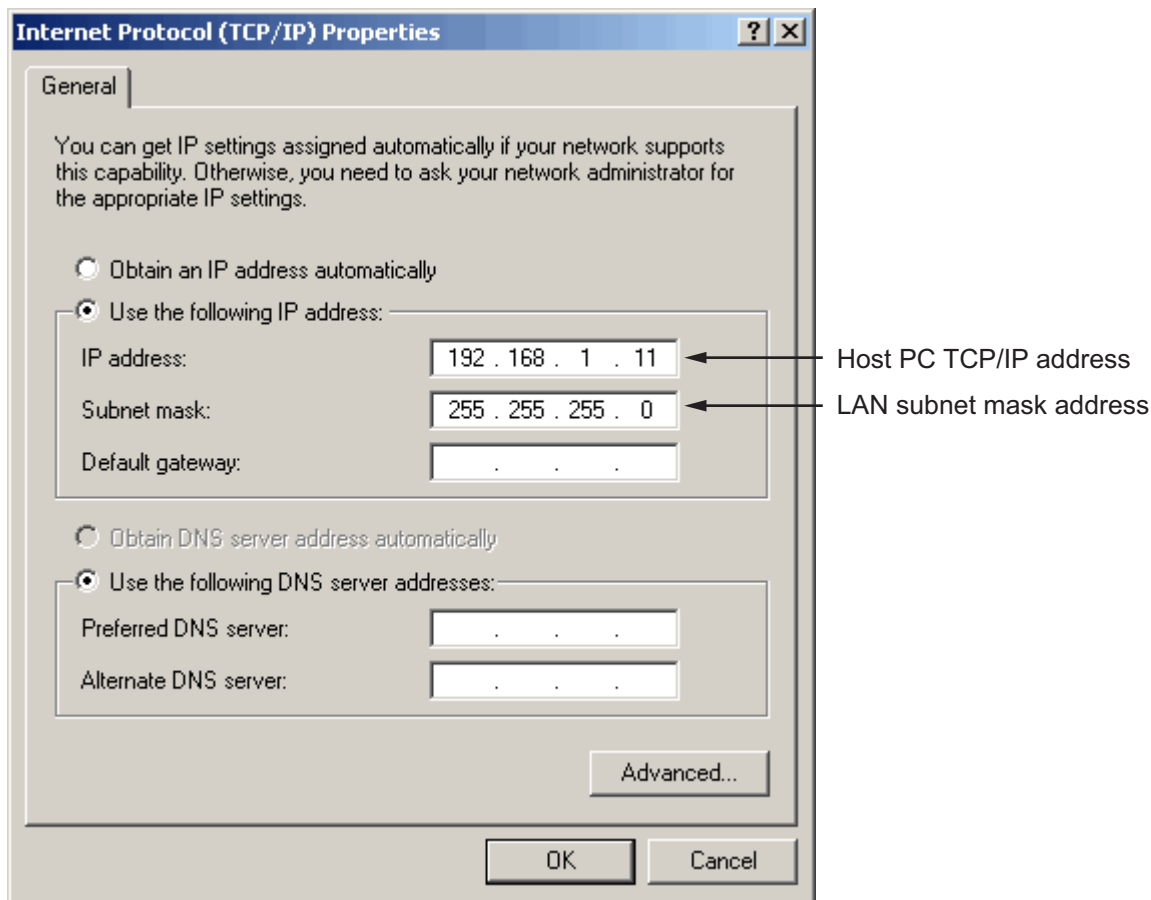 Internet Protocol (TCP/IP) Properties
General
You can get IP settings assigned automatically if your network supports
this capability. Otherwise, you need to ask your network administrator for
the appropriate IP settings.
Obtain an IP address automatically
Use the following IP address:
IP address: 192 . 168 . 1 . 11 Host PC TCP/IP address
Subnet mask: 255 . 255 . 255 . 0 LAN subnet mask address
Default gateway: . . .
Obtain DNS server address automatically
Use the following DNS server addresses:
Preferred DNS server: . . .
Alternate DNS server: . . .
Advanced...
OK Cancel